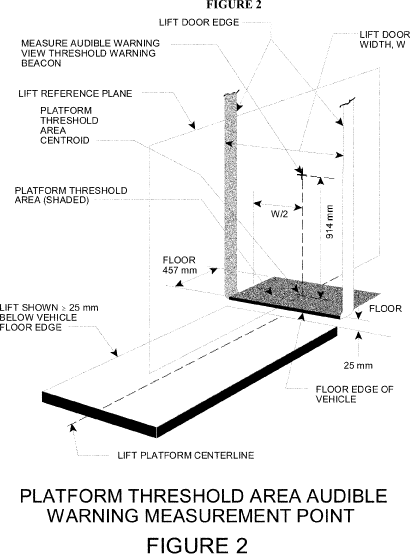 FIGURE 2
LIFT DOOR EDGE
MEASURE AUDIBLE WARNING
VIEW THRESHOLD WARNING
BEACON
LIFT DOOR
WIDTH, W
LIFT REFERENCE PLANE
PLATFORM
THRESHOLD
AREA
CENTROID
PLATFORM THRESHOLD
AREA (SHADED)
W/2
914 mm
FLOOR
457 mm
LIFT SHOWN ≥ 25 mm
BELOW VEHICLE
FLOOR EDGE
FLOOR
25 mm
FLOOR EDGE OF
VEHICLE
LIFT PLATFORM CENTERLINE
PLATFORM THRESHOLD AREA AUDIBLE
WARNING MEASUREMENT POINT
FIGURE 2